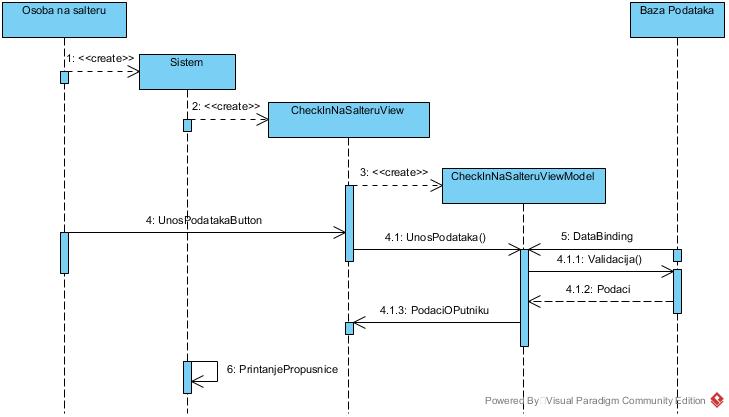 Osoba na salteru
Baza Podataka
1: <<create>>
Sistem
2: <<create>>
CheckInNaSalteruView
3: <<create>>
CheckInNaSalteruViewModel
4: UnosPodatakaButton
4.1: UnosPodataka()
5: DataBinding
4.1.1: Validacija()
4.1.2: Podaci
4.1.3: PodaciOPutniku
6: PrintanjePropusnice
Powered By Visual Paradigm Community Edition